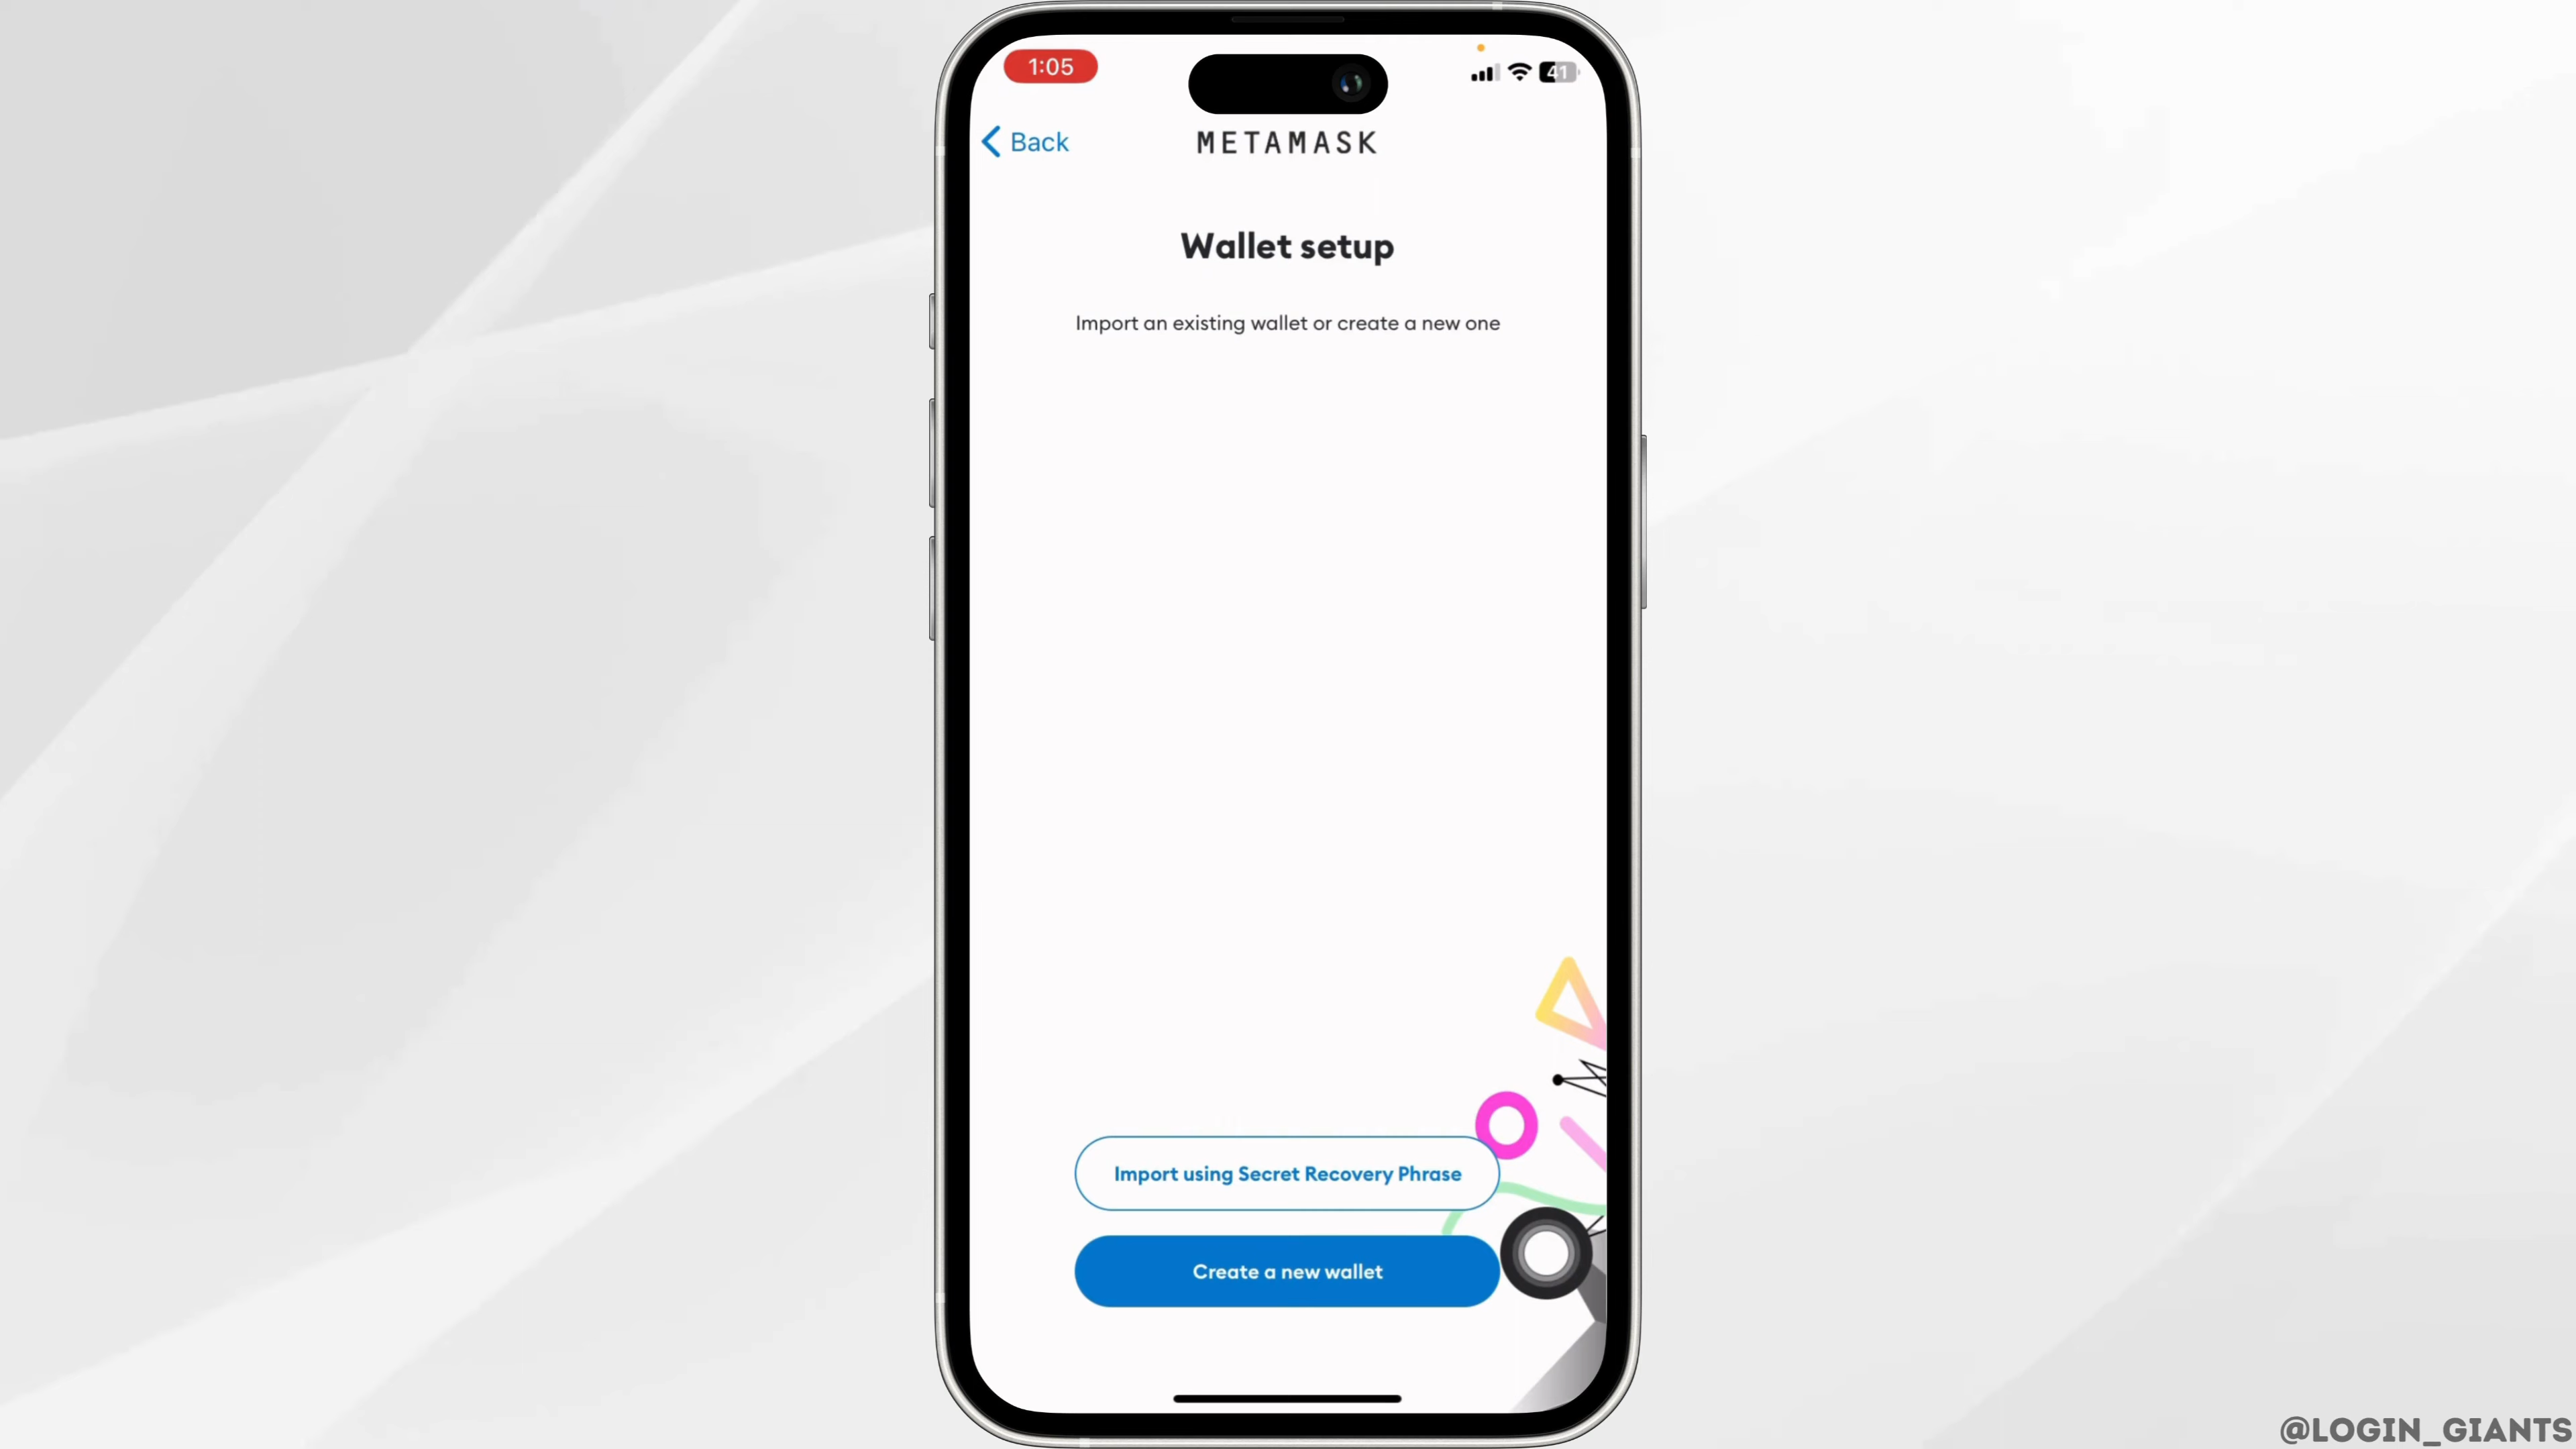 1:05
41
Back
METAMASK
Wallet setup
Import an existing wallet or create a new one
Import using Secret Recovery Phrase
Create a new wallet
@LOGIN_GIANTS